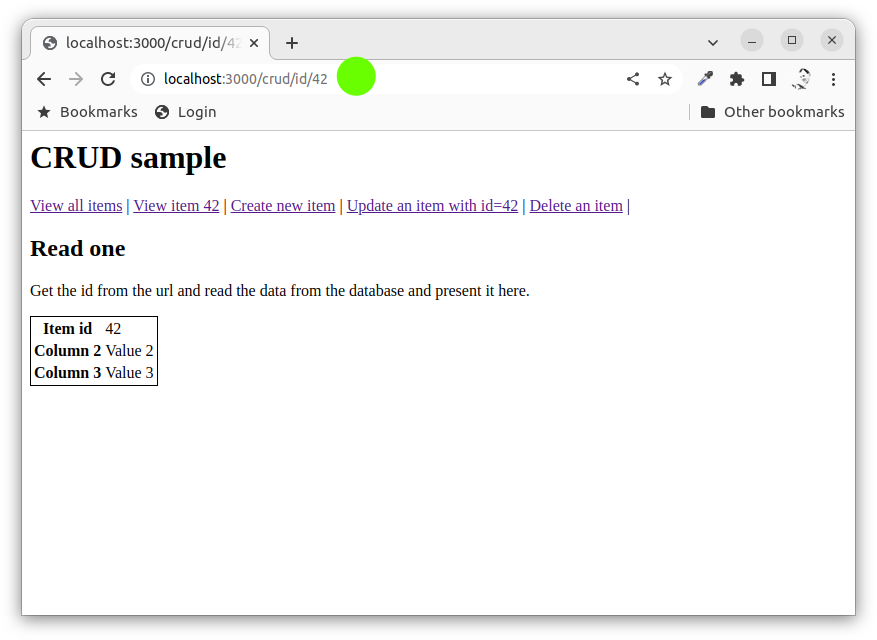 localhost:3000/crud/id/42
localhost:3000/crud/id/42
Bookmarks Login Other bookmarks
CRUD sample
View all items | View item 42 | Create new item | Update an item with id=42 | Delete an item |
Read one
Get the id from the url and read the data from the database and present it here.
Item id 42
Column 2 Value 2
Column 3 Value 3